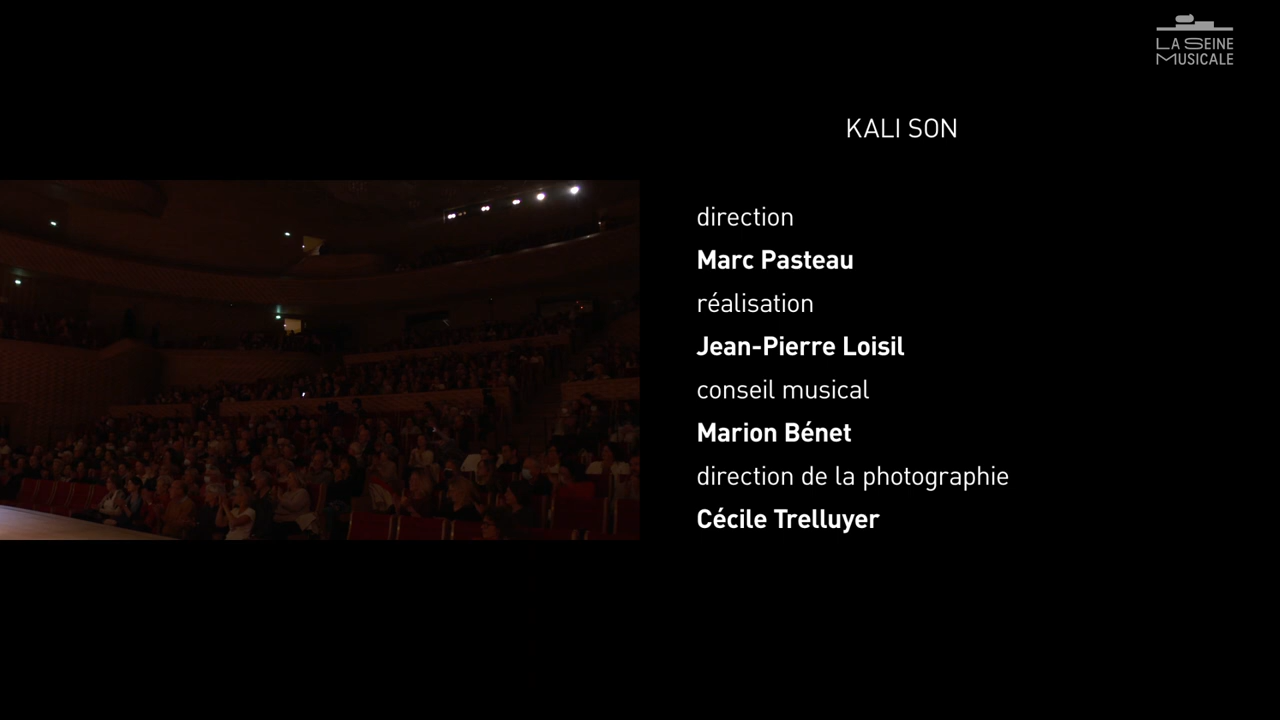 LA SEINE
MUSICALE
KALI SON
direction
Marc Pasteau
réalisation
Jean-Pierre Loisil
conseil musical
Marion Bénet
direction de la photographie
Cécile Trelluyer